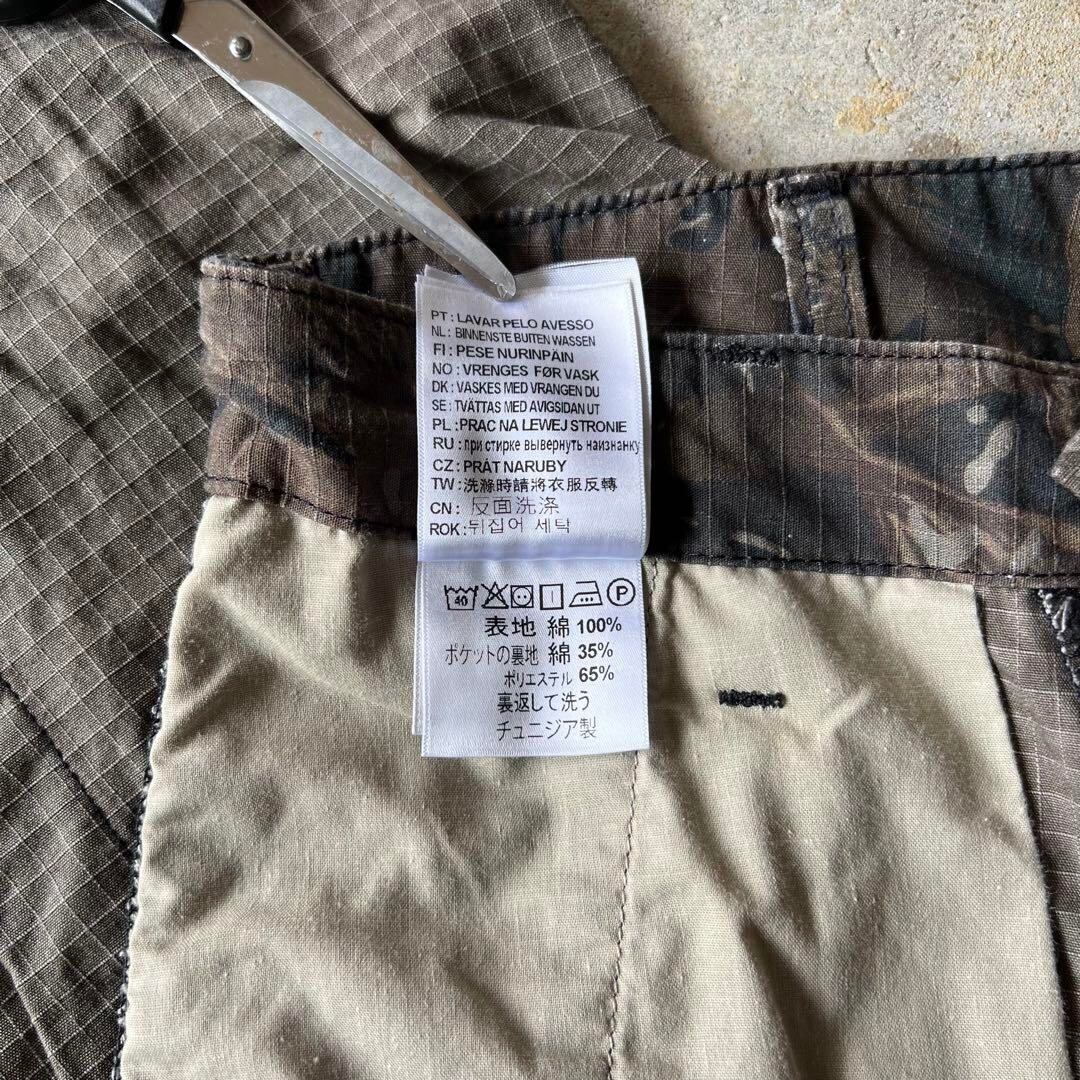 PT : LAVAR PELO AVESSO
NL : BINNENSTE BUITEN WASSEN
FI : PESE NURINPÄIN
NO : VRENGES FØR VASK
DK : VASKES MED VRANGEN DU
SE : TVÄTTAS MED AVIGSIDAN UT
PL : PRAC NA LEWEJ STRONIE
RU : при стирке вывернуть наизнанку
CZ : PRÁT NARUBY
TW : 洗滌時請將衣服反轉
CN : 反面洗涤
ROK : 뒤집어 세탁
40 P
表地 綿 100%
ポケットの裏地 綿 35%
ポリエステル 65%
裏返して洗う
チュニジア製